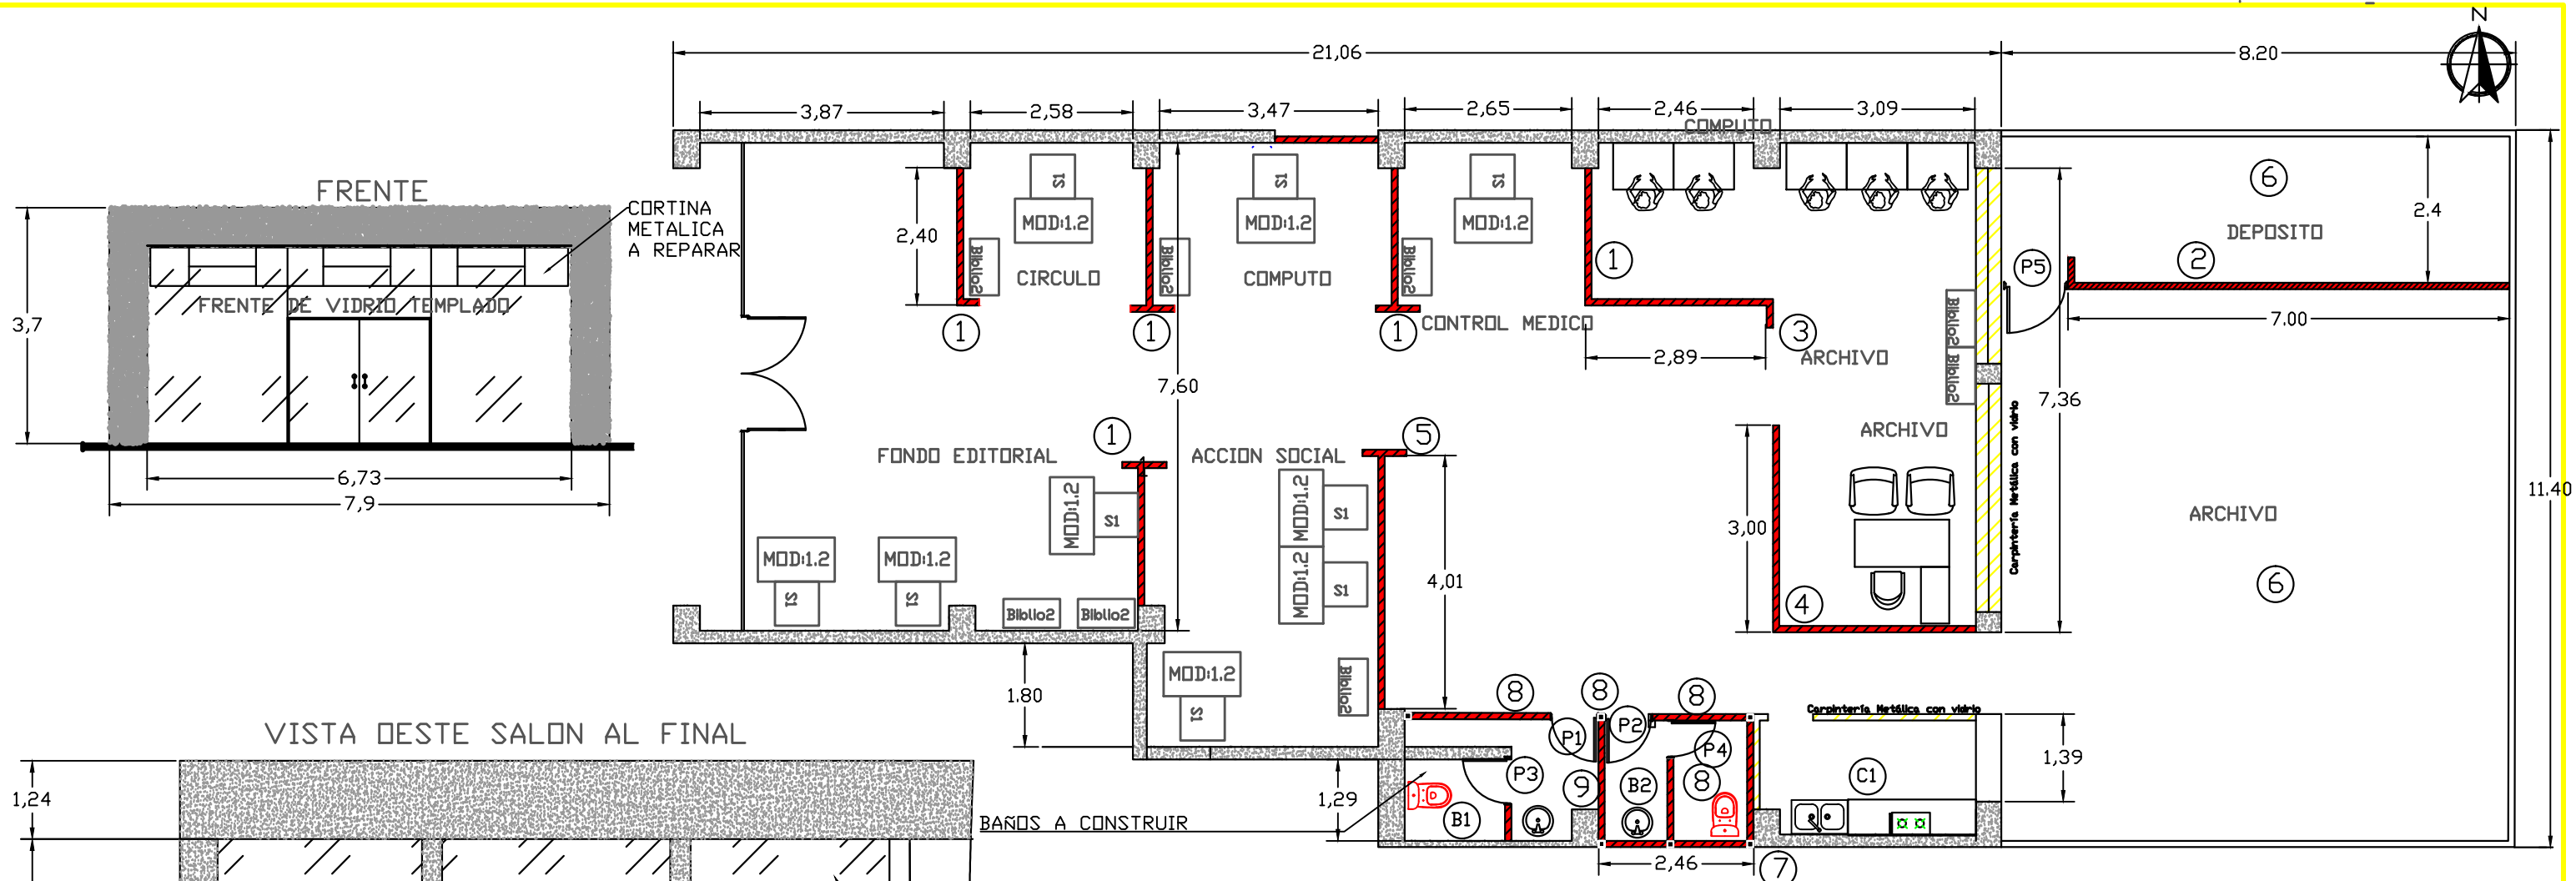 N
21,06
8.20
3,87
2,58
3,47
2,65
2,46
3,09
COMPUTO
FRENTE
CORTINA
METALICA
A REPARAR
FRENTE DE VIDRIO TEMPLADO
3,7
6,73
7,9
2,40
S1
MOD:1.2
Biblio2
CIRCULO
1
1
S1
MOD:1.2
Biblio2
COMPUTO
7,60
S1
MOD:1.2
Biblio2
CONTROL MEDICO
1
1
2,89
3
ARCHIVO
Biblio2
Biblio2
P5
6
DEPOSITO
2
2.4
7.00
7,36
11.40
Carpintería Metálica con vidrio
ARCHIVO
ARCHIVO
6
FONDO EDITORIAL
1
ACCION SOCIAL
5
MOD:1.2
S1
MOD:1.2
S1
MOD:1.2
S1
MOD:1.2
S1
MOD:1.2
S1
Biblio2
Biblio2
4,01
3,00
4
1.80
MOD:1.2
S1
Biblio2
8
8
8
P1
P2
P4
P3
9
B2
8
B1
Carpintería Metálica con vidrio
C1
1,39
1,29
2,46
7
BAÑOS A CONSTRUIR
VISTA OESTE SALON AL FINAL
1,24